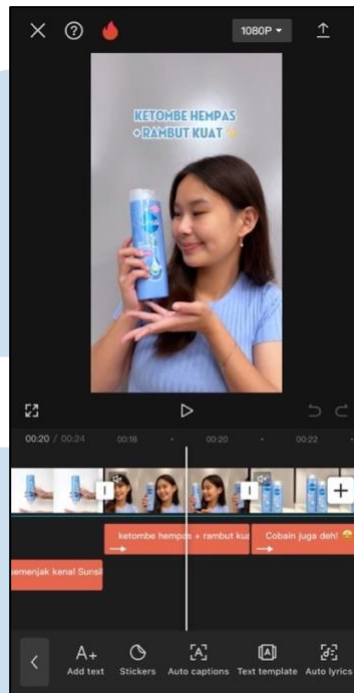 1080P
KETOMBE HEMPAS
+ RAMBUT KUAT
00:20 / 00:24
00:18
00:20
00:22
ketombe hempas + rambut kua
Cobain juga deh!
semenjak kenal Sunsil
A+
Add text
Stickers
Auto captions
Text template
Auto lyrics